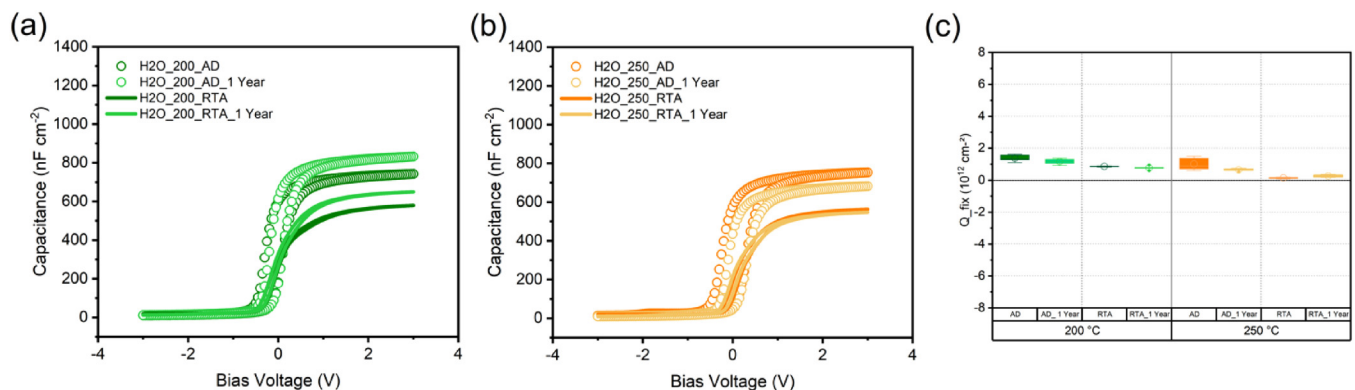 (a)
1400
1200
1000
800
600
400
200
0
Capacitance (nF cm-2)
H2O_200_AD
H2O_200_AD_1 Year
H2O_200_RTA
H2O_200_RTA_1 Year
-4 -2 0 2 4
Bias Voltage (V)
(b)
1400
1200
1000
800
600
400
200
0
Capacitance (nF cm-2)
H2O_250_AD
H2O_250_AD_1 Year
H2O_250_RTA
H2O_250_RTA_1 Year
-4 -2 0 2 4
Bias Voltage (V)
(c)
8
6
4
2
0
-2
-4
-6
-8
Q_fix (10¹² cm-²)
AD AD_ 1 Year RTA RTA_1 Year AD AD_1 Year RTA RTA_1 Year
200 °C 250 °C